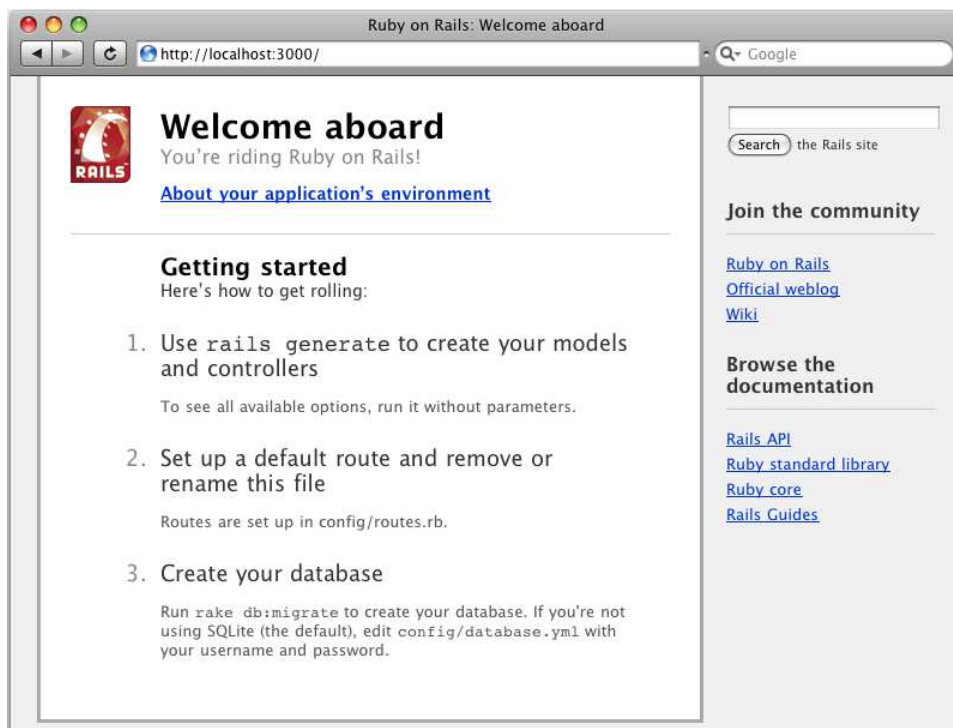 Ruby on Rails: Welcome aboard
http://localhost:3000/
Google
RAILS
Welcome aboard
You're riding Ruby on Rails!
About your application's environment
Getting started
Here's how to get rolling:
1. Use rails generate to create your models
and controllers
To see all available options, run it without parameters.
2. Set up a default route and remove or
rename this file
Routes are set up in config/routes.rb.
3. Create your database
Run rake db:migrate to create your database. If you're not
using SQLite (the default), edit config/database.yml with
your username and password.
Search the Rails site
Join the community
Ruby on Rails
Official weblog
Wiki
Browse the
documentation
Rails API
Ruby standard library
Ruby core
Rails Guides